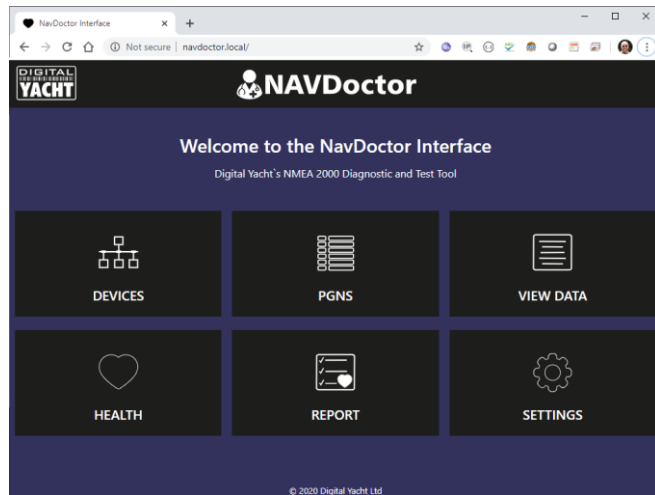 NavDoctor Interface
Not secure | navdoctor.local/
DIGITAL
YACHT
NAVDoctor
Welcome to the NavDoctor Interface
Digital Yacht`s NMEA 2000 Diagnostic and Test Tool
DEVICES
PGNS
VIEW DATA
HEALTH
REPORT
SETTINGS
© 2020 Digital Yacht Ltd